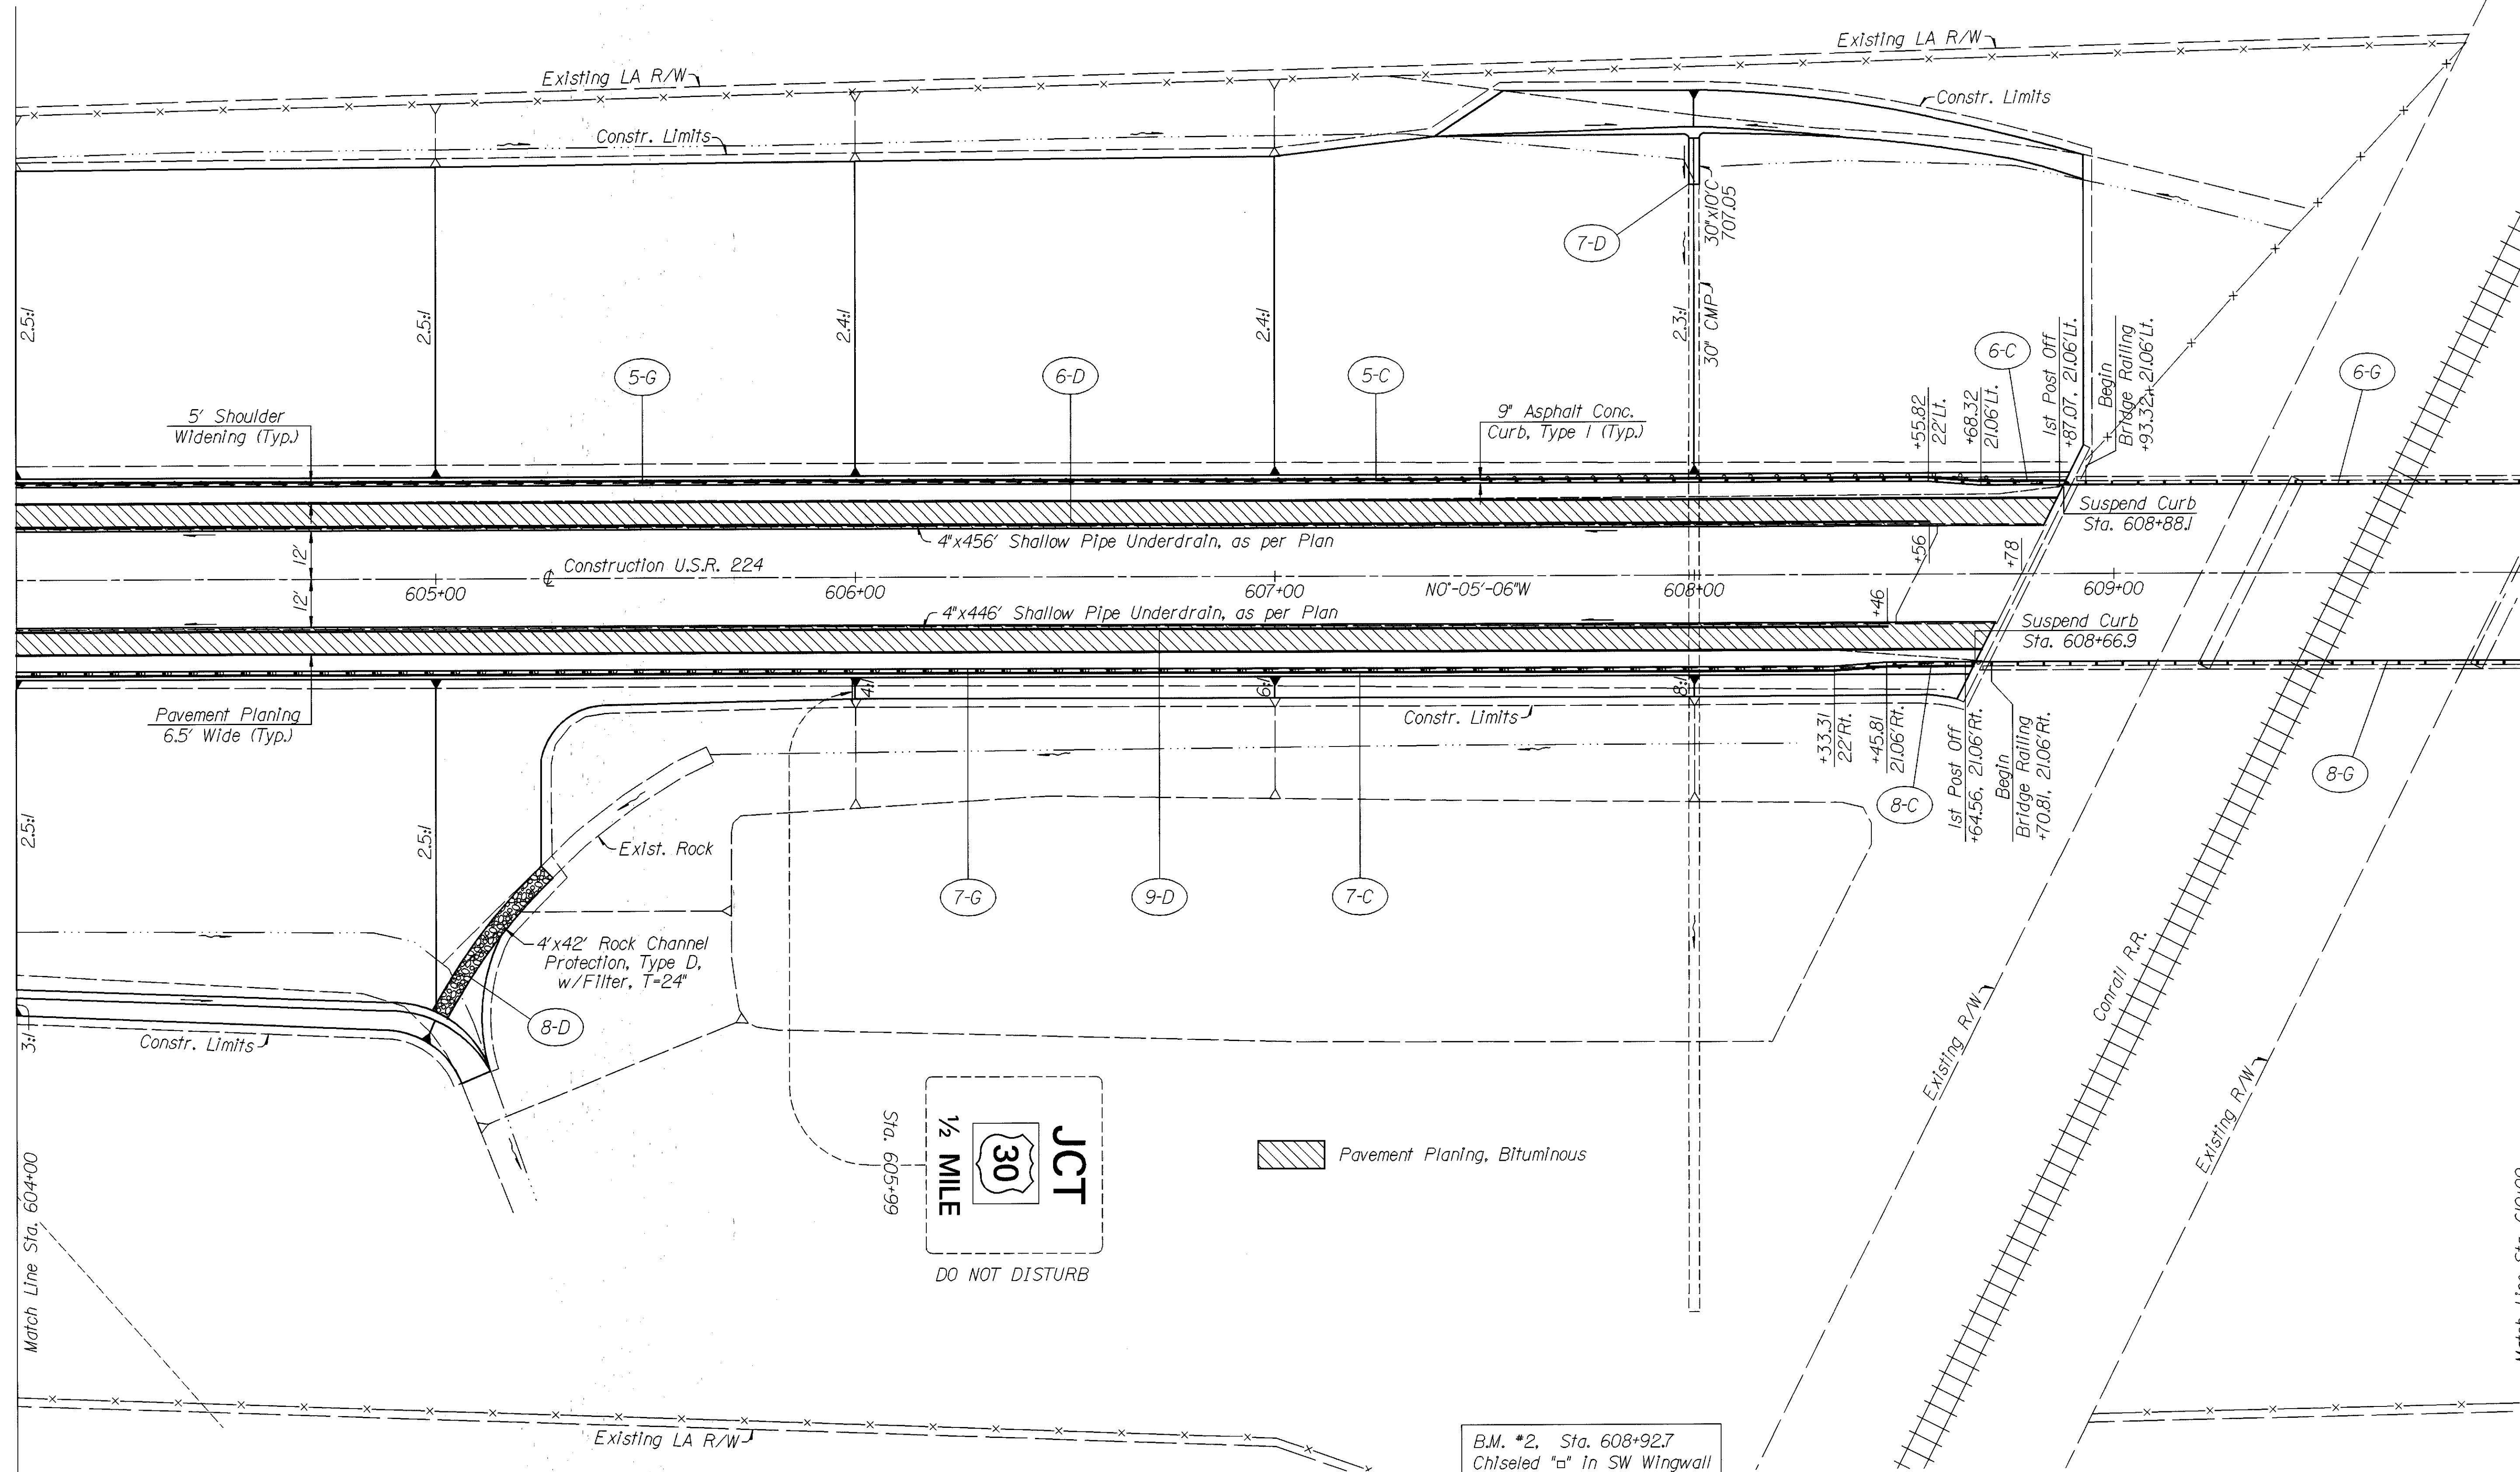 Existing LA R/W
Existing LA R/W
Constr. Limits
Constr. Limits
30"x10'C
707.05
7-D
2.5:1
2.5:1
2.4:1
2.4:1
2.3:1
30" CMP
5-G
6-D
5-C
6-C
6-G
5' Shoulder
Widening (Typ.)
9" Asphalt Conc.
Curb, Type 1 (Typ.)
+55.82
22'Lt.
+68.32
21.06'Lt.
1st Post Off
+87.07, 21.06'Lt.
Begin
Bridge Railing
+93.32, 21.06'Lt.
Suspend Curb
Sta. 608+88.1
4"x456' Shallow Pipe Underdrain, as per Plan
12'
12'
℄ Construction U.S.R. 224
+56
+78
605+00
606+00
607+00
N0°-05'-06"W
608+00
609+00
4"x446' Shallow Pipe Underdrain, as per Plan
+46
Suspend Curb
Sta. 608+66.9
4:1
6:1
8:1
Pavement Planing
6.5' Wide (Typ.)
Constr. Limits
+33.31
22'Rt.
+45.81
21.06'Rt.
1st Post Off
+64.56, 21.06'Rt.
Begin
Bridge Railing
+70.81, 21.06'Rt.
8-C
8-G
2.5:1
2.5:1
Exist. Rock
7-G
9-D
7-C
4'x42' Rock Channel
Protection, Type D,
w/Filter, T=24"
8-D
3:1
Constr. Limits
Existing R/W
Conrail R.R.
Existing R/W
JCT
30
½ MILE
Sta. 605+99
DO NOT DISTURB
Pavement Planing, Bituminous
Match Line Sta. 604+00
Existing LA R/W
B.M. #2, Sta. 608+92.7
Chiseled "□" in SW Wingwall